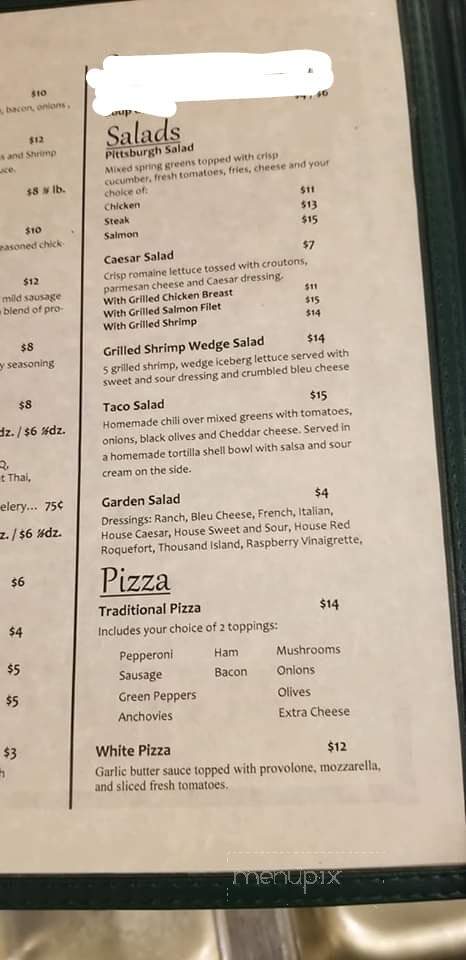 $10
, bacon, onions,
$12
s and Shrimp
uce.
$8 ½ lb.
$10
easoned chick-
$12
mild sausage
blend of pro-
$8
y seasoning
$8
dz. / $6 ½dz.
Q,
t Thai,
elery... 75¢
z. / $6 ½dz.
$6
$4
$5
$5
$3
h
Salads
Pittsburgh Salad
Mixed spring greens topped with crisp
cucumber, fresh tomatoes, fries, cheese and your
choice of:
Chicken $11
Steak $13
Salmon $15
Caesar Salad $7
Crisp romaine lettuce tossed with croutons,
parmesan cheese and Caesar dressing.
With Grilled Chicken Breast $11
With Grilled Salmon Filet $15
With Grilled Shrimp $14
Grilled Shrimp Wedge Salad $14
5 grilled shrimp, wedge iceberg lettuce served with
sweet and sour dressing and crumbled bleu cheese
Taco Salad $15
Homemade chili over mixed greens with tomatoes,
onions, black olives and Cheddar cheese. Served in
a homemade tortilla shell bowl with salsa and sour
cream on the side.
Garden Salad $4
Dressings: Ranch, Bleu Cheese, French, Italian,
House Caesar, House Sweet and Sour, House Red
Roquefort, Thousand Island, Raspberry Vinaigrette,
Pizza
Traditional Pizza $14
Includes your choice of 2 toppings:
Pepperoni Ham Mushrooms
Sausage Bacon Onions
Green Peppers Olives
Anchovies Extra Cheese
White Pizza $12
Garlic butter sauce topped with provolone, mozzarella,
and sliced fresh tomatoes.
menupix